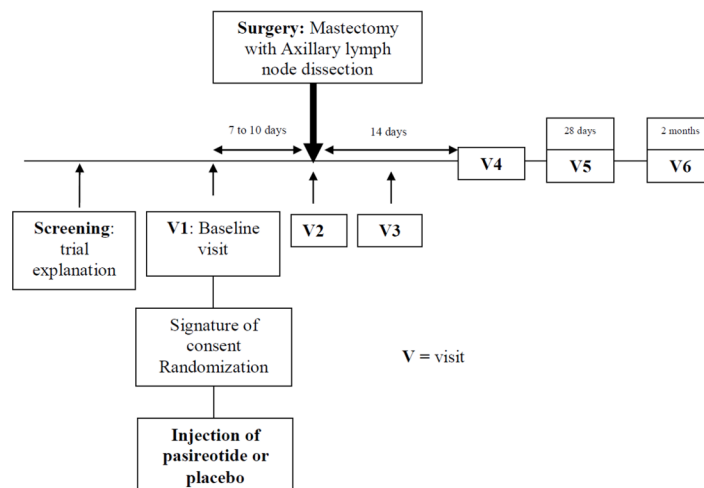 Surgery: Mastectomy
with Axillary lymph
node dissection
7 to 10 days
14 days
28 days
2 months
V4
V5
V6
Screening:
trial
explanation
V1: Baseline
visit
V2
V3
Signature of
consent
Randomization
V = visit
Injection of
pasireotide or
placebo